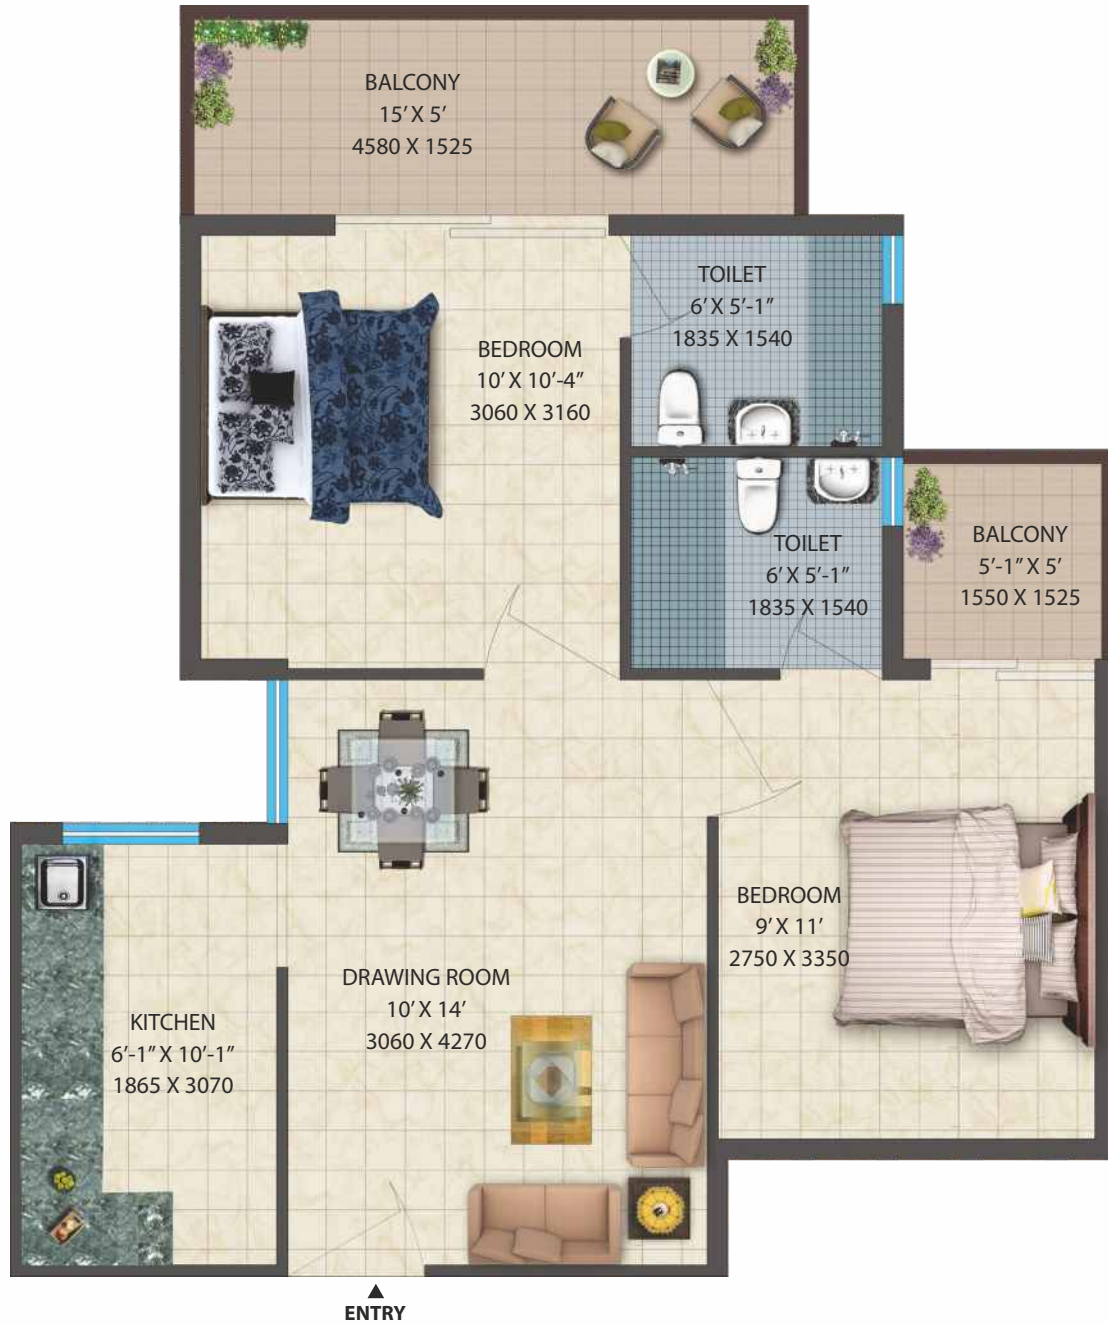 BALCONY
15’ X 5’
4580 X 1525
TOILET
6’ X 5’-1”
1835 X 1540
BEDROOM
10’ X 10’-4”
3060 X 3160
TOILET
6’ X 5’-1”
1835 X 1540
BALCONY
5’-1” X 5’
1550 X 1525
BEDROOM
9’ X 11’
2750 X 3350
DRAWING ROOM
10’ X 14’
3060 X 4270
KITCHEN
6’-1” X 10’-1”
1865 X 3070
ENTRY